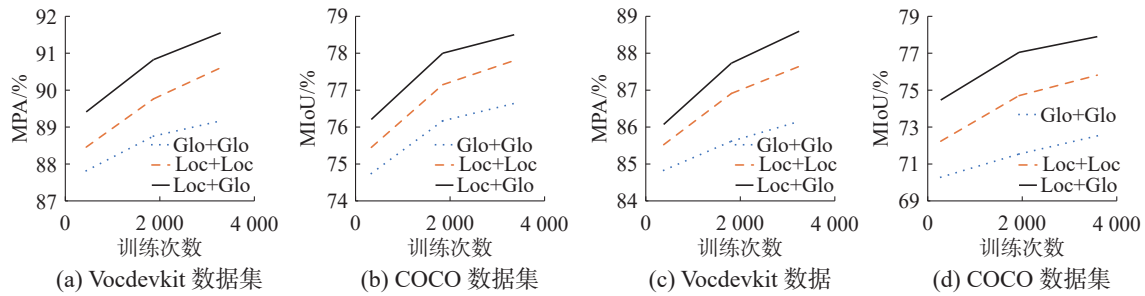 92
91
90
89
88
87
MPA/%
Glo+Glo
Loc+Loc
Loc+Glo
0
2 000
4 000
训练次数
(a) Vocdevkit 数据集
79
78
77
76
75
74
MIoU/%
Glo+Glo
Loc+Loc
Loc+Glo
0
2 000
4 000
训练次数
(b) COCO 数据集
89
88
87
86
85
84
MPA/%
Glo+Glo
Loc+Loc
Loc+Glo
0
2 000
4 000
训练次数
(c) Vocdevkit 数据
79
77
75
73
71
69
MIoU/%
Glo+Glo
Loc+Loc
Loc+Glo
0
2 000
4 000
训练次数
(d) COCO 数据集